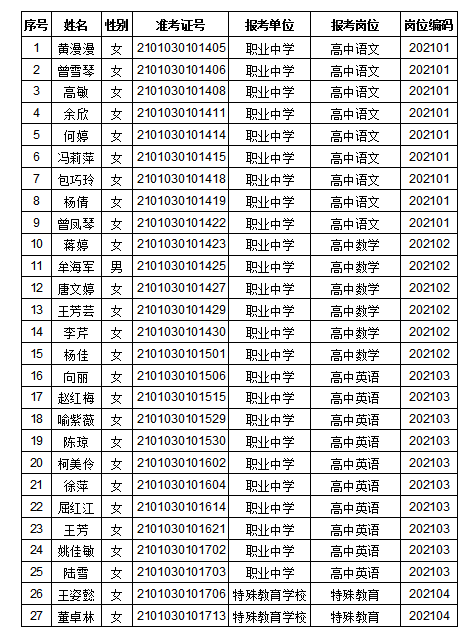 序号 姓名 性别 准考证号 报考单位 报考岗位 岗位编码
1 黄漫漫 女 2101030101405 职业中学 高中语文 202101
2 曾雪琴 女 2101030101406 职业中学 高中语文 202101
3 高敏 女 2101030101408 职业中学 高中语文 202101
4 余欣 女 2101030101411 职业中学 高中语文 202101
5 何婷 女 2101030101414 职业中学 高中语文 202101
6 冯莉萍 女 2101030101415 职业中学 高中语文 202101
7 包巧玲 女 2101030101418 职业中学 高中语文 202101
8 杨倩 女 2101030101419 职业中学 高中语文 202101
9 曾凤琴 女 2101030101422 职业中学 高中语文 202101
10 蒋婷 女 2101030101423 职业中学 高中数学 202102
11 牟海军 男 2101030101425 职业中学 高中数学 202102
12 唐文婷 女 2101030101427 职业中学 高中数学 202102
13 王芳芸 女 2101030101429 职业中学 高中数学 202102
14 李芹 女 2101030101430 职业中学 高中数学 202102
15 杨佳 女 2101030101501 职业中学 高中数学 202102
16 向丽 女 2101030101506 职业中学 高中英语 202103
17 赵红梅 女 2101030101515 职业中学 高中英语 202103
18 喻紫薇 女 2101030101529 职业中学 高中英语 202103
19 陈琼 女 2101030101530 职业中学 高中英语 202103
20 柯美伶 女 2101030101602 职业中学 高中英语 202103
21 徐萍 女 2101030101604 职业中学 高中英语 202103
22 屈红江 女 2101030101614 职业中学 高中英语 202103
23 王芳 女 2101030101621 职业中学 高中英语 202103
24 姚佳敏 女 2101030101702 职业中学 高中英语 202103
25 陆雪 女 2101030101703 职业中学 高中英语 202103
26 王姿懿 女 2101030101706 特殊教育学校 特殊教育 202104
27 董卓林 女 2101030101713 特殊教育学校 特殊教育 202104